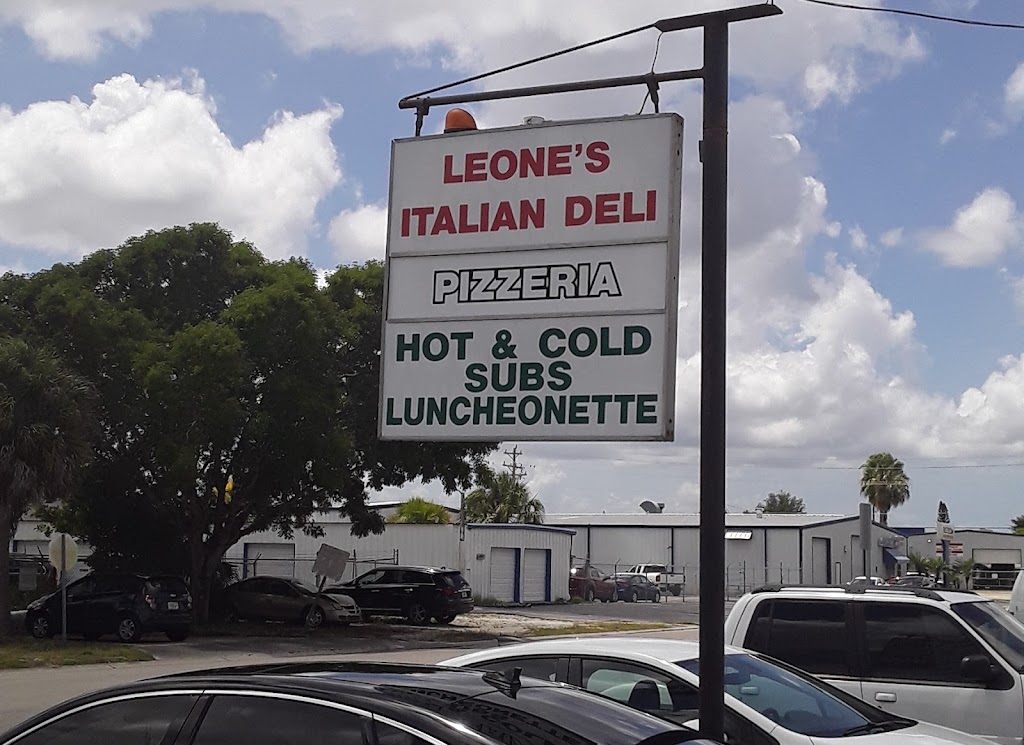 LEONE'S
ITALIAN DELI
PIZZERIA
HOT & COLD
SUBS
LUNCHEONETTE